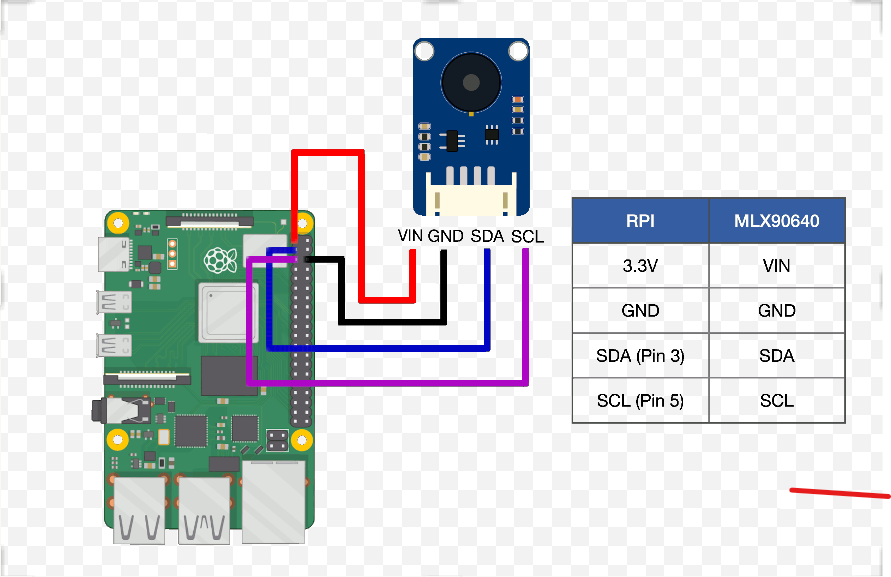 VIN GND SDA SCL
RPI MLX90640
3.3V VIN
GND GND
SDA (Pin 3) SDA
SCL (Pin 5) SCL